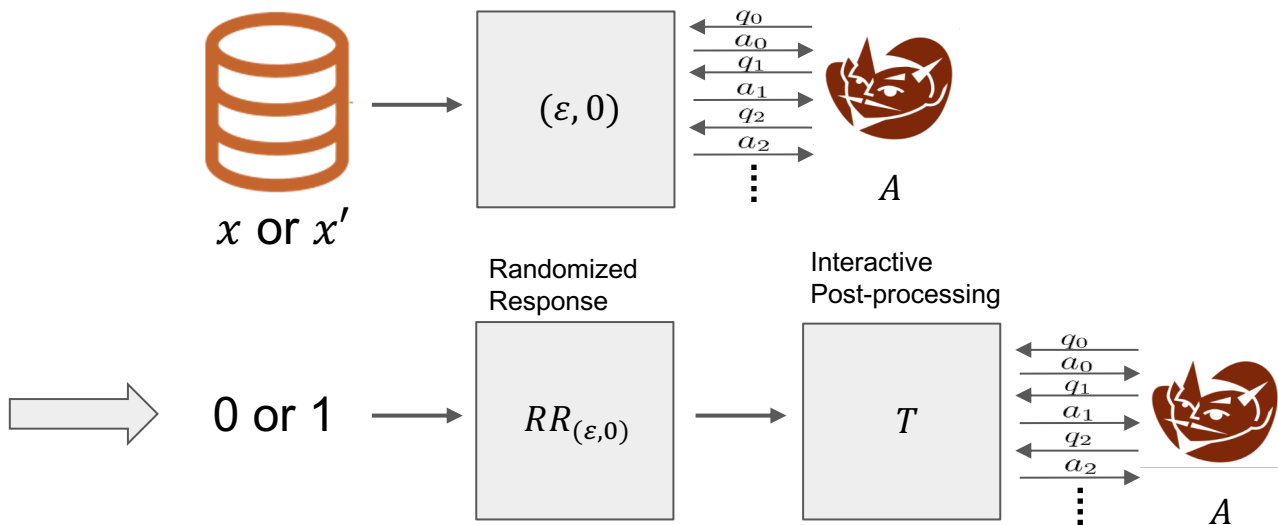 q₀
a₀
q₁
a₁
q₂
a₂
(ε, 0)
A
x or x′
Randomized
Response
Interactive
Post-processing
0 or 1
RR₍ε,₀₎
T
q₀
a₀
q₁
a₁
q₂
a₂
A